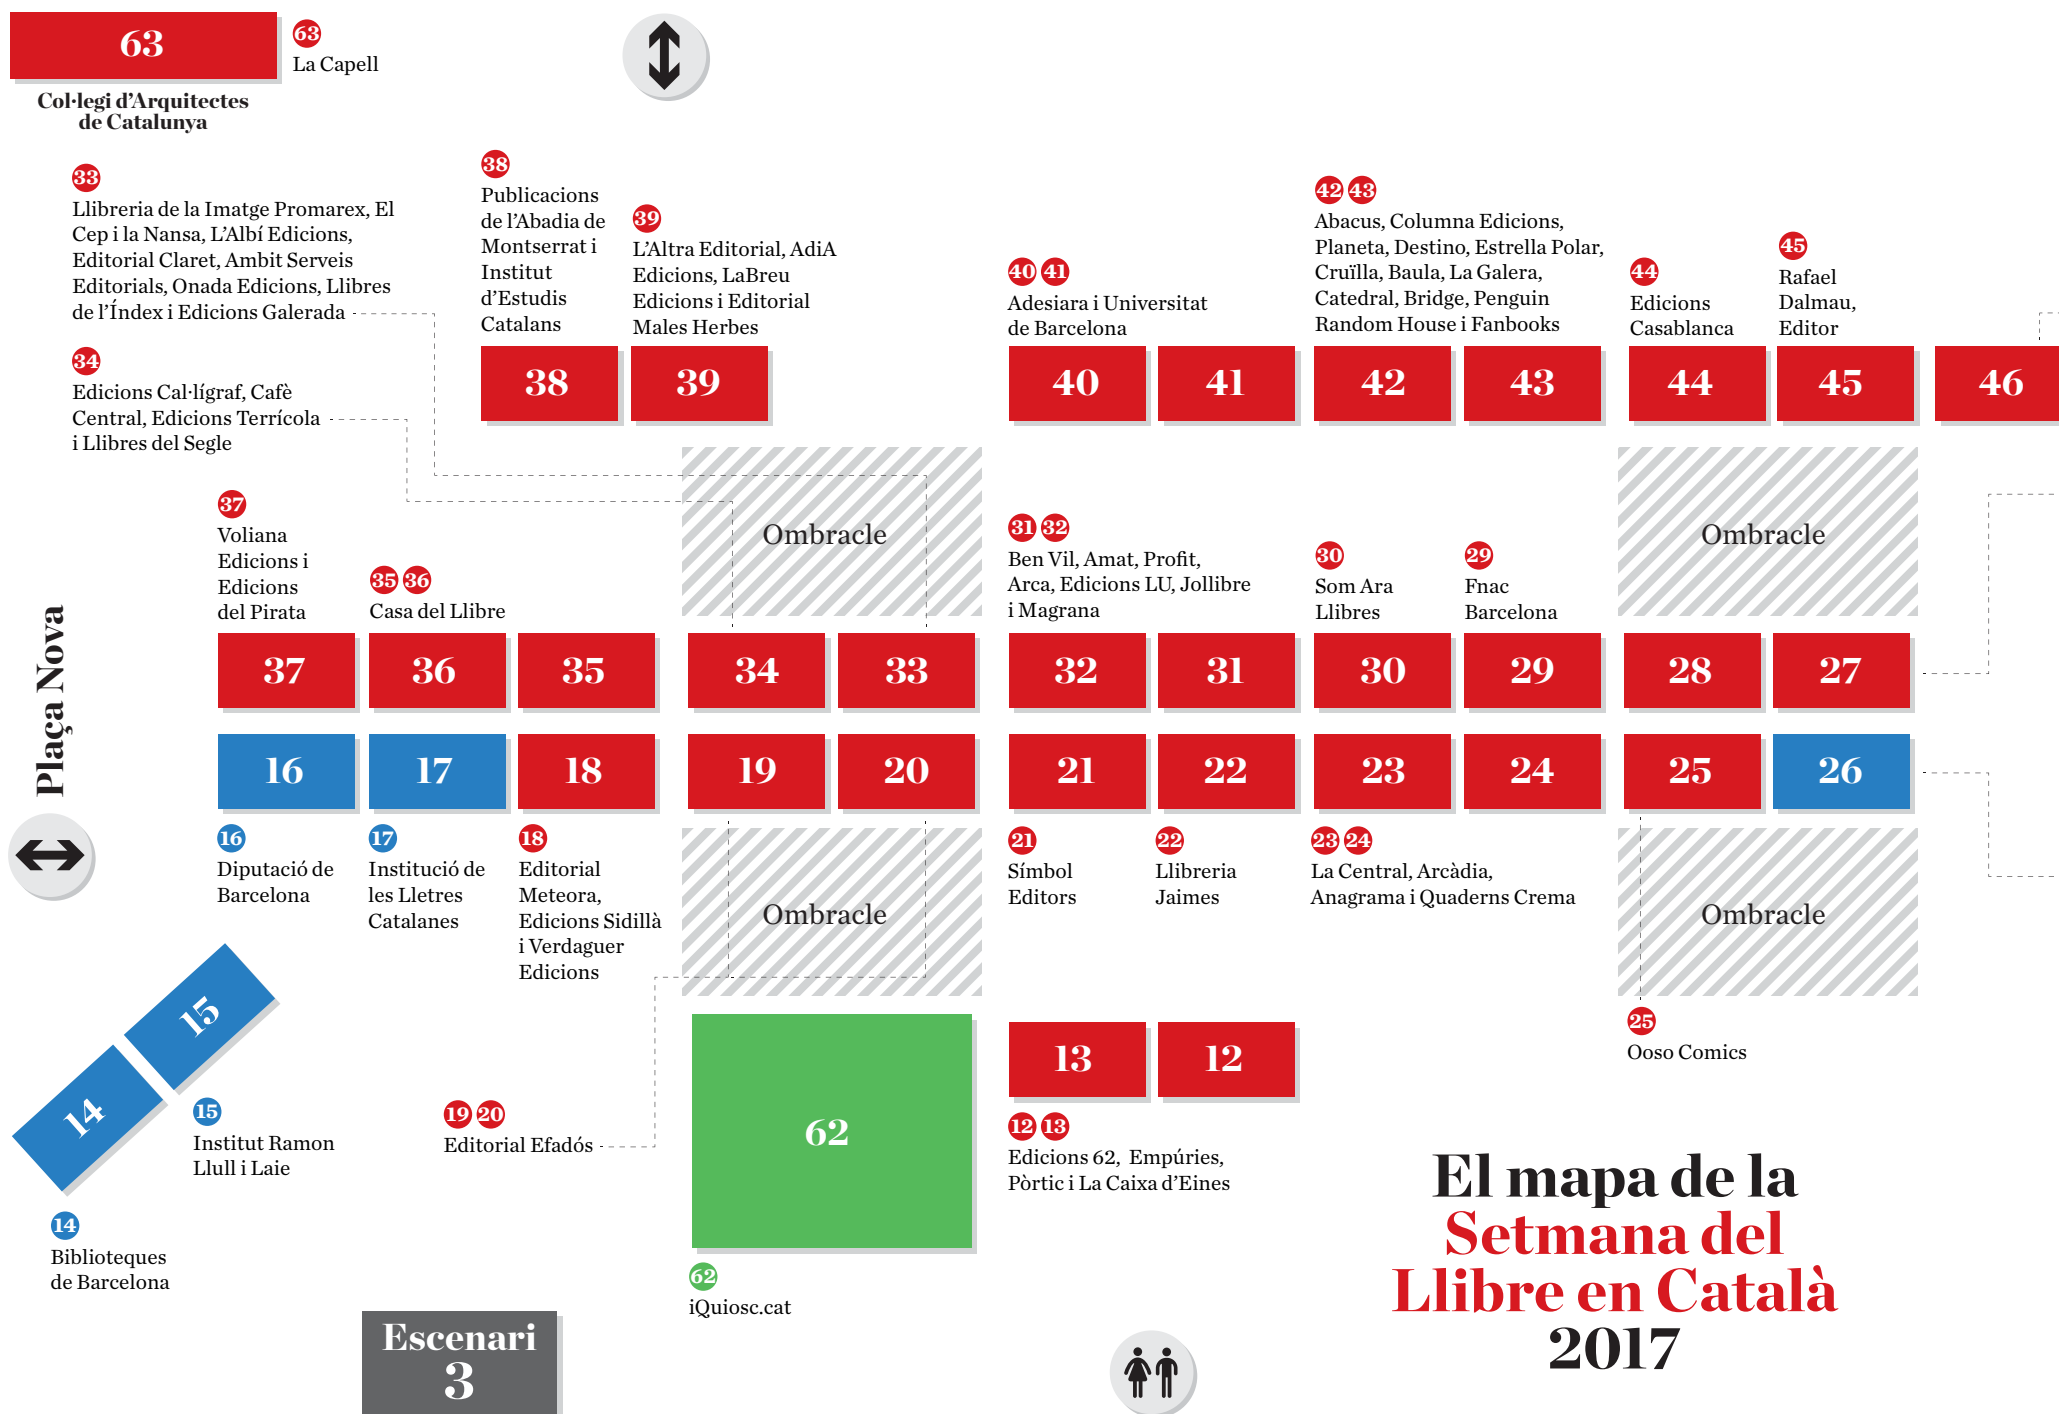 63
63
La Capell
Col·legi d'Arquitectes
de Catalunya
33
Llibreria de la Imatge Promarex, El
Cep i la Nansa, L'Albí Edicions,
Editorial Claret, Ambit Serveis
Editorials, Onada Edicions, Llibres
de l'Índex i Edicions Galerada
34
Edicions Cal·lígraf, Cafè
Central, Edicions Terrícola
i Llibres del Segle
38
Publicacions
de l'Abadia de
Montserrat i
Institut
d'Estudis
Catalans
39
L'Altra Editorial, AdiA
Edicions, LaBreu
Edicions i Editorial
Males Herbes
40 41
Adesiara i Universitat
de Barcelona
42 43
Abacus, Columna Edicions,
Planeta, Destino, Estrella Polar,
Cruïlla, Baula, La Galera,
Catedral, Bridge, Penguin
Random House i Fanbooks
44
Edicions
Casablanca
45
Rafael
Dalmau,
Editor
38 39 40 41 42 43 44 45 46
Ombracle
Ombracle
37
Voliana
Edicions i
Edicions
del Pirata
35 36
Casa del Llibre
31 32
Ben Vil, Amat, Profit,
Arca, Edicions LU, Jollibre
i Magrana
30
Som Ara
Llibres
29
Fnac
Barcelona
Plaça Nova
37 36 35 34 33 32 31 30 29 28 27
16 17 18 19 20 21 22 23 24 25 26
16
Diputació de
Barcelona
17
Institució de
les Lletres
Catalanes
18
Editorial
Meteora,
Edicions Sidillà
i Verdaguer
Edicions
Ombracle
21
Símbol
Editors
22
Llibreria
Jaimes
23 24
La Central, Arcàdia,
Anagrama i Quaderns Crema
Ombracle
25
Ooso Comics
15
14
15
Institut Ramon
Llull i Laie
14
Biblioteques
de Barcelona
19 20
Editorial Efadós
62
62
iQuiosc.cat
13 12
12 13
Edicions 62, Empúries,
Pòrtic i La Caixa d'Eines
Escenari
3
El mapa de la
Setmana del
Llibre en Català
2017